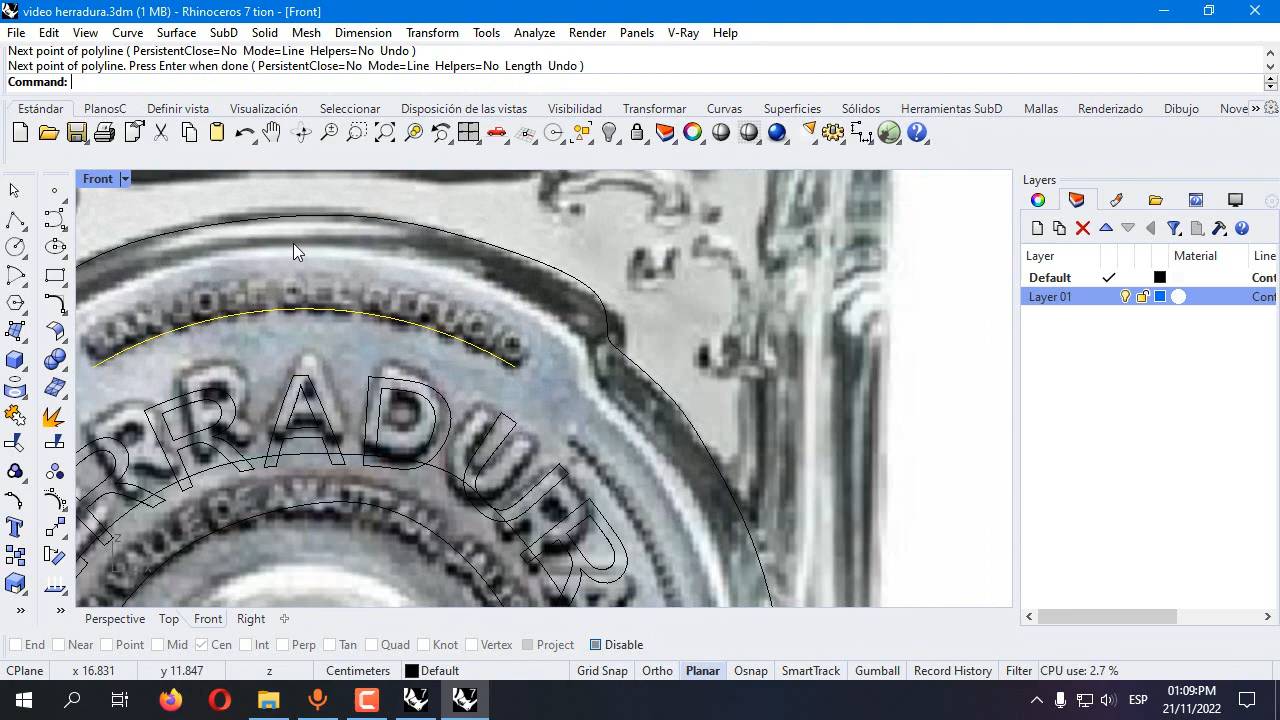 video herradura.3dm (1 MB) - Rhinoceros 7 tion - [Front]
File Edit View Curve Surface SubD Solid Mesh Dimension Transform Tools Analyze Render Panels V-Ray Help
Next point of polyline ( PersistentClose=No Mode=Line Helpers=No Undo )
Next point of polyline. Press Enter when done ( PersistentClose=No Mode=Line Helpers=No Length Undo )
Command:
Estándar PlanosC Definir vista Visualización Seleccionar Disposición de las vistas Visibilidad Transformar Curvas Superficies Sólidos Herramientas SubD Mallas Renderizado Dibujo Nove
Front
Layers
Layer Material Line
Default Cont
Layer 01 Cont
RRADUR
RRADURR
z
x
Perspective Top Front Right
End Near Point Mid Cen Int Perp Tan Quad Knot Vertex Project Disable
CPlane x 16.831 y 11.847 z Centimeters Default Grid Snap Ortho Planar Osnap SmartTrack Gumball Record History Filter CPU use: 2.7 %
ESP
01:09 PM
21/11/2022